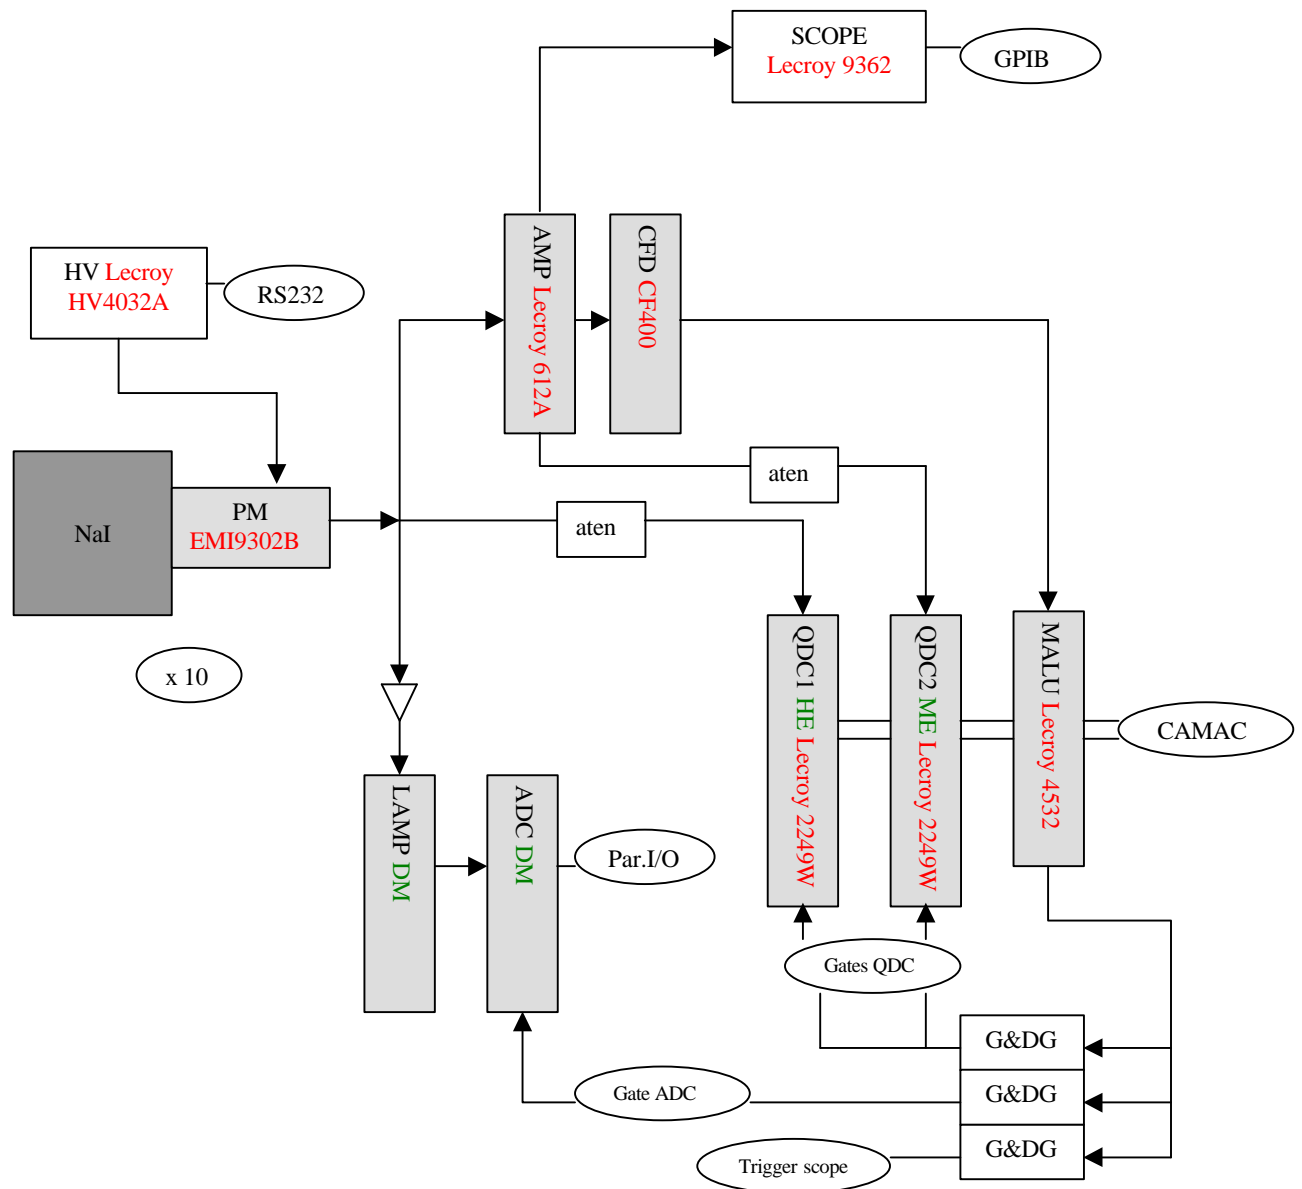 SCOPE
Lecroy 9362
GPIB
HV Lecroy
HV4032A
RS232
AMP Lecroy 612A
CFD CF400
NaI
PM
EMI9302B
aten
aten
x 10
QDC1 HE Lecroy 2249W
QDC2 ME Lecroy 2249W
MALU Lecroy 4532
CAMAC
LAMP DM
ADC DM
Par.I/O
Gates QDC
G&DG
Gate ADC
G&DG
Trigger scope
G&DG